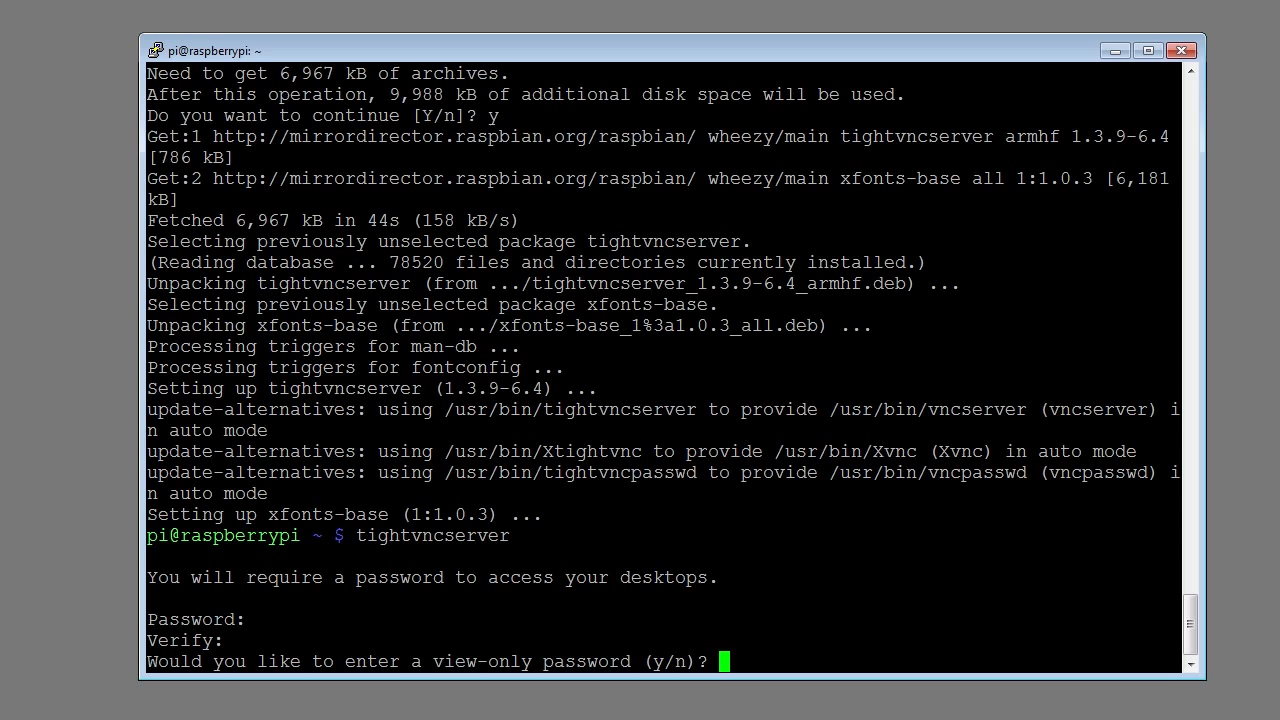 pi@raspberrypi: ~
Need to get 6,967 kB of archives.
After this operation, 9,988 kB of additional disk space will be used.
Do you want to continue [Y/n]? y
Get:1 http://mirrordirector.raspbian.org/raspbian/ wheezy/main tightvncserver armhf 1.3.9-6.4
[786 kB]
Get:2 http://mirrordirector.raspbian.org/raspbian/ wheezy/main xfonts-base all 1:1.0.3 [6,181
kB]
Fetched 6,967 kB in 44s (158 kB/s)
Selecting previously unselected package tightvncserver.
(Reading database ... 78520 files and directories currently installed.)
Unpacking tightvncserver (from .../tightvncserver_1.3.9-6.4_armhf.deb) ...
Selecting previously unselected package xfonts-base.
Unpacking xfonts-base (from .../xfonts-base_1%3a1.0.3_all.deb) ...
Processing triggers for man-db ...
Processing triggers for fontconfig ...
Setting up tightvncserver (1.3.9-6.4) ...
update-alternatives: using /usr/bin/tightvncserver to provide /usr/bin/vncserver (vncserver) i
n auto mode
update-alternatives: using /usr/bin/Xtightvnc to provide /usr/bin/Xvnc (Xvnc) in auto mode
update-alternatives: using /usr/bin/tightvncpasswd to provide /usr/bin/vncpasswd (vncpasswd) i
n auto mode
Setting up xfonts-base (1:1.0.3) ...
pi@raspberrypi ~ $ tightvncserver
You will require a password to access your desktops.
Password:
Verify:
Would you like to enter a view-only password (y/n)?